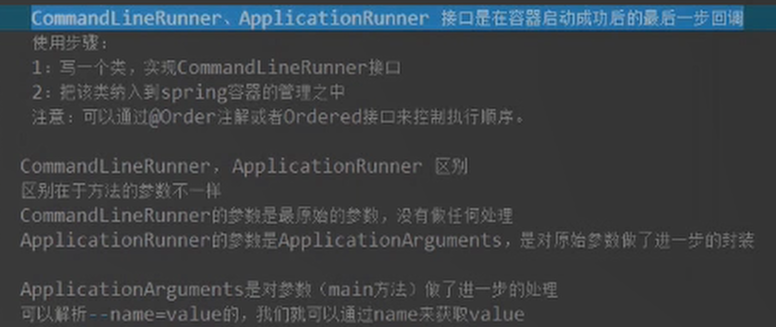 CommandLineRunner、ApplicationRunner 接口是在容器启动成功后的最后一步回调
使用步骤：
1：写一个类，实现CommandLineRunner接口
2：把该类纳入到spring容器的管理之中
注意：可以通过@Order注解或者Ordered接口来控制执行顺序。
CommandLineRunner，ApplicationRunner 区别
区别在于方法的参数不一样
CommandLineRunner的参数是最原始的参数，没有做任何处理
ApplicationRunner的参数是ApplicationArguments，是对原始参数做了进一步的封装
ApplicationArguments是对参数（main方法）做了进一步的处理
可以解析--name=value的，我们就可以通过name来获取value